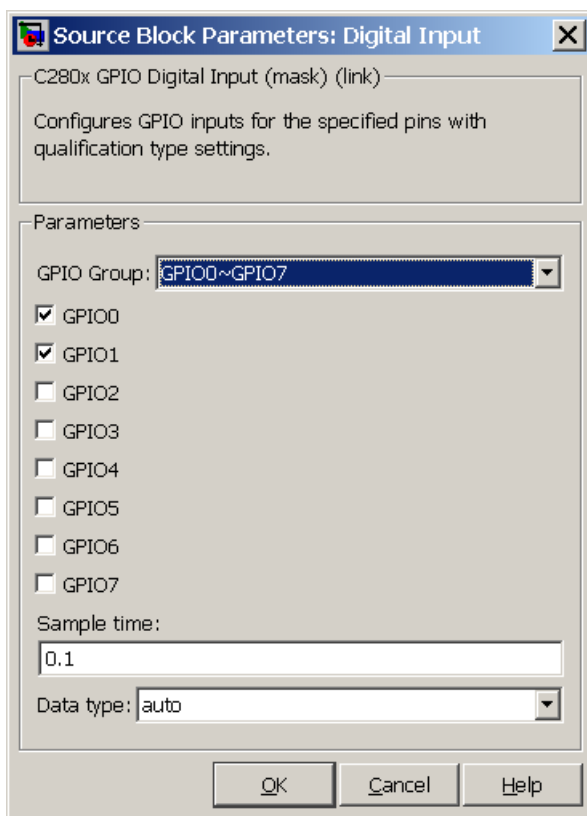 Source Block Parameters: Digital Input
C280x GPIO Digital Input (mask) (link)
Configures GPIO inputs for the specified pins with
qualification type settings.
Parameters
GPIO Group: GPIO0~GPIO7
GPIO0
GPIO1
GPIO2
GPIO3
GPIO4
GPIO5
GPIO6
GPIO7
Sample time:
0.1
Data type: auto
OK Cancel Help